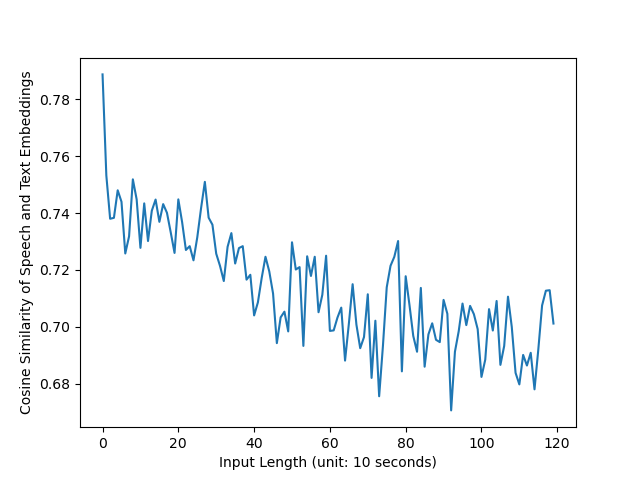 Cosine Similarity of Speech and Text Embeddings
0.78
0.76
0.74
0.72
0.70
0.68
0 20 40 60 80 100 120
Input Length (unit: 10 seconds)